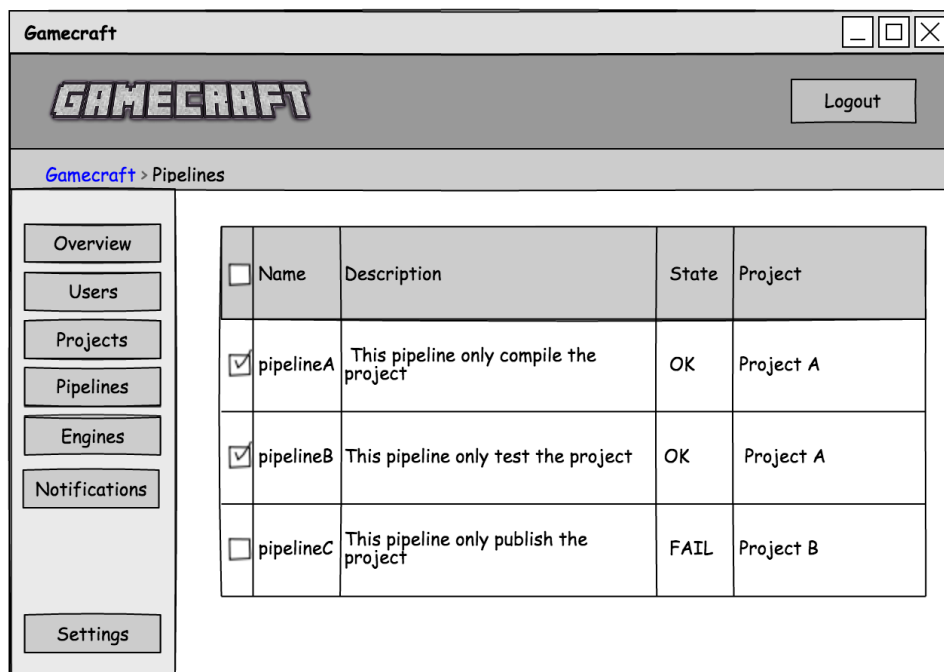 Gamecraft
GAMECRAFT
Logout
Gamecraft > Pipelines
Overview
Users
Projects
Pipelines
Engines
Notifications
Settings
Name Description State Project
pipelineA This pipeline only compile the
project OK Project A
pipelineB This pipeline only test the project OK Project A
pipelineC This pipeline only publish the
project FAIL Project B